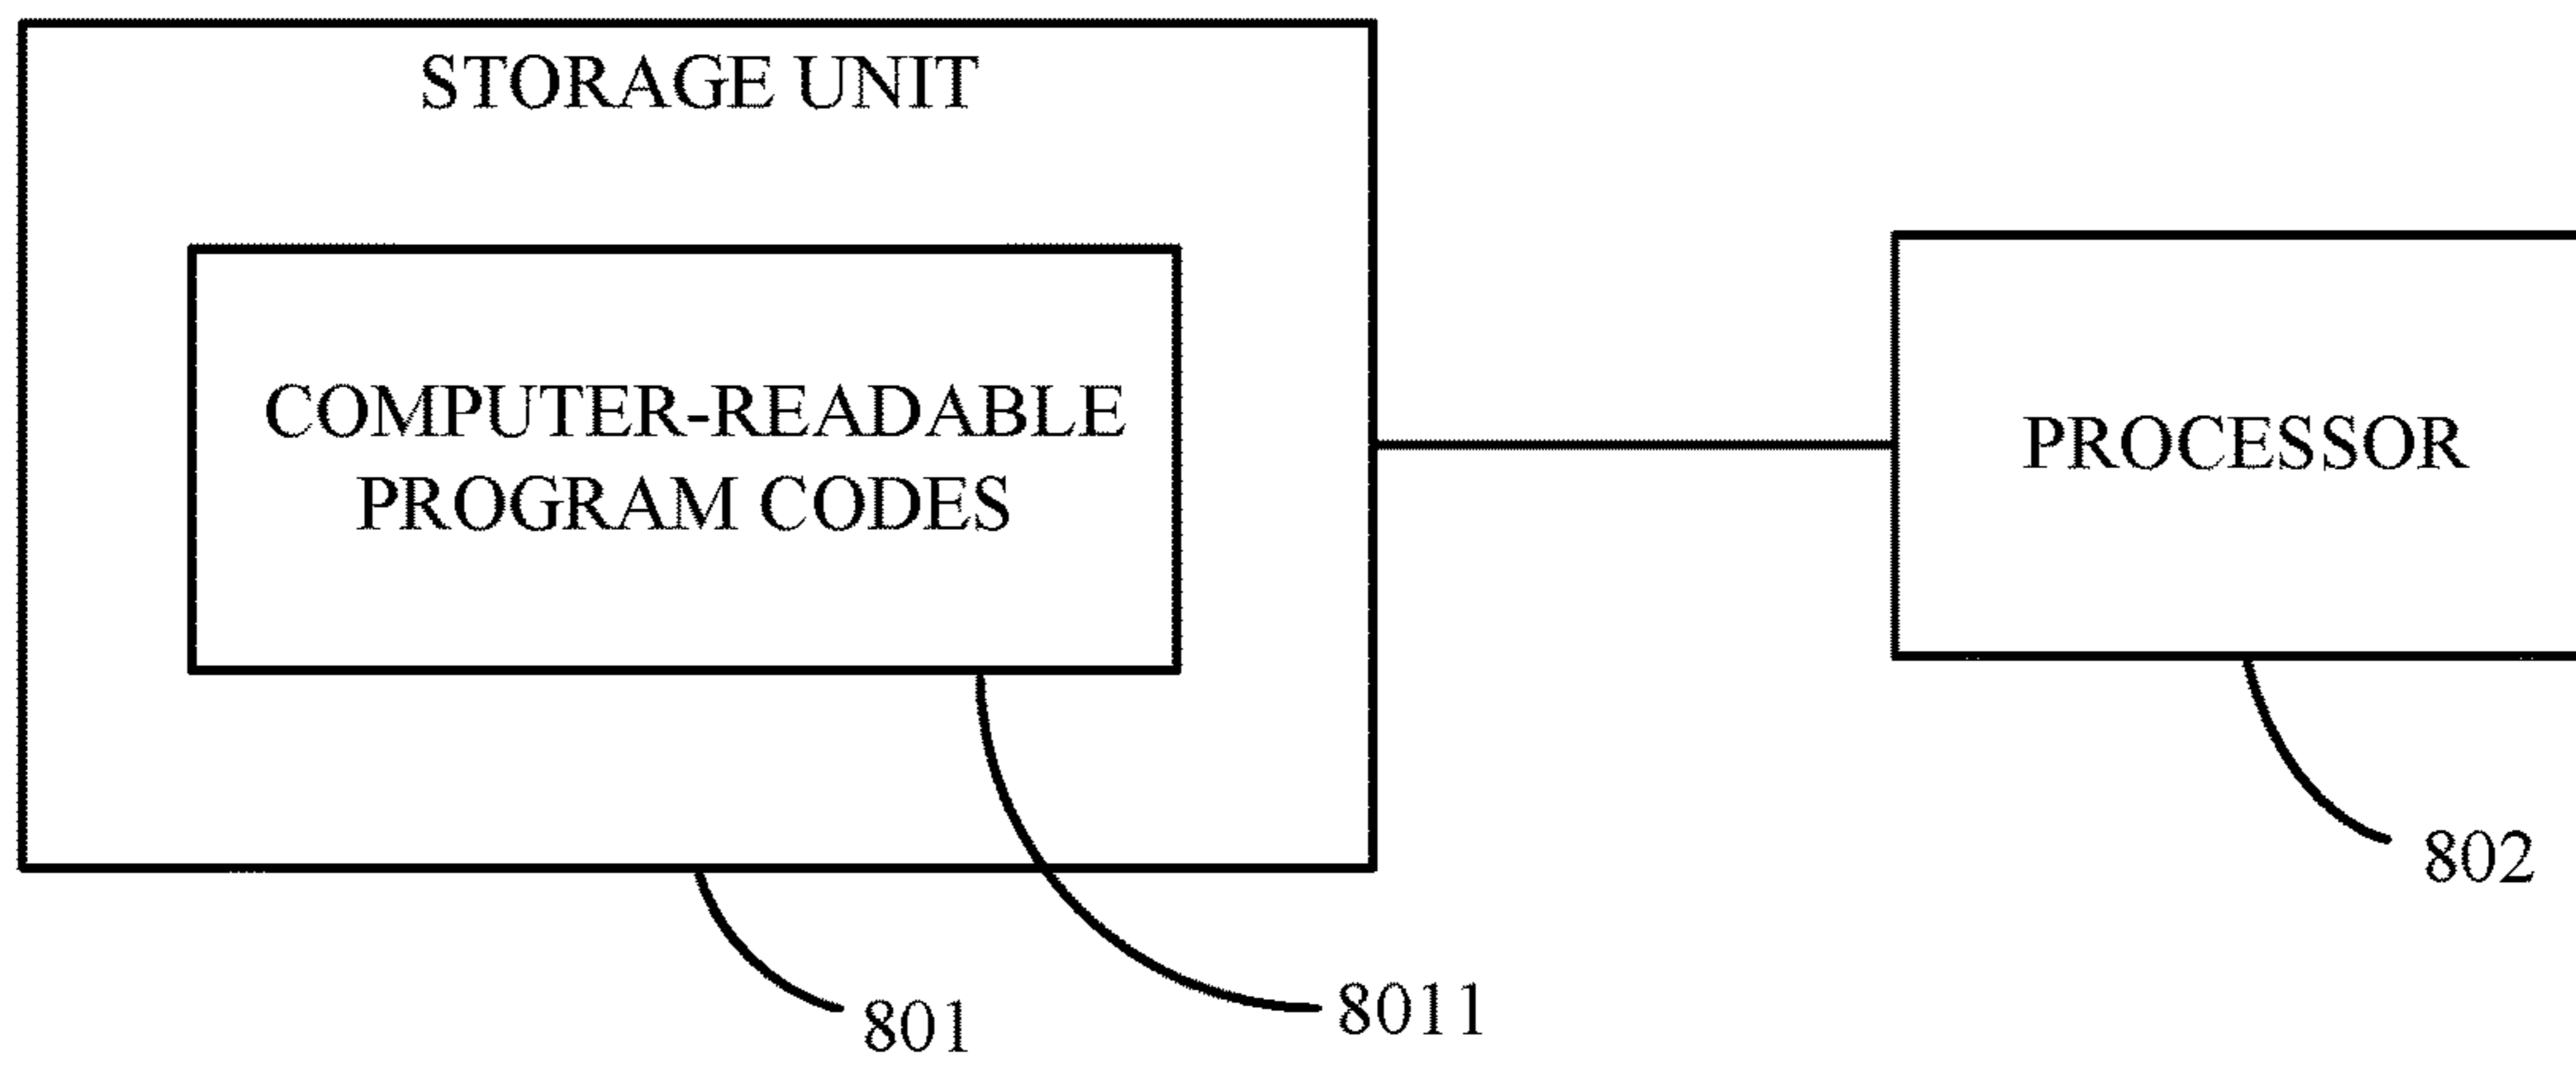 STORAGE UNIT
COMPUTER-READABLE
PROGRAM CODES
PROCESSOR
802
801
8011